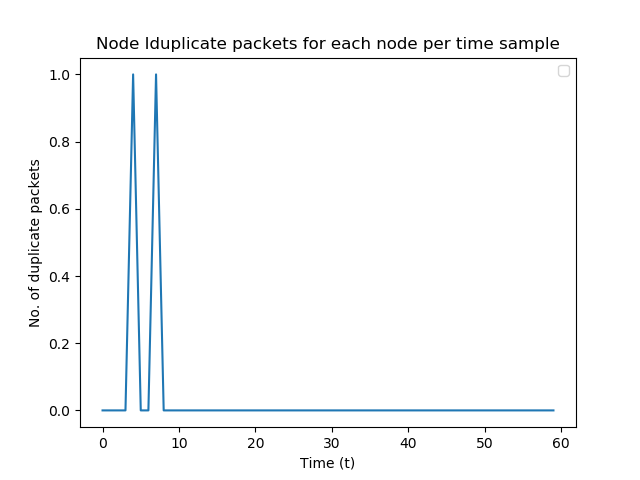 Node Iduplicate packets for each node per time sample
1.0
0.8
0.6
0.4
0.2
0.0
No. of duplicate packets
0 10 20 30 40 50 60
Time (t)